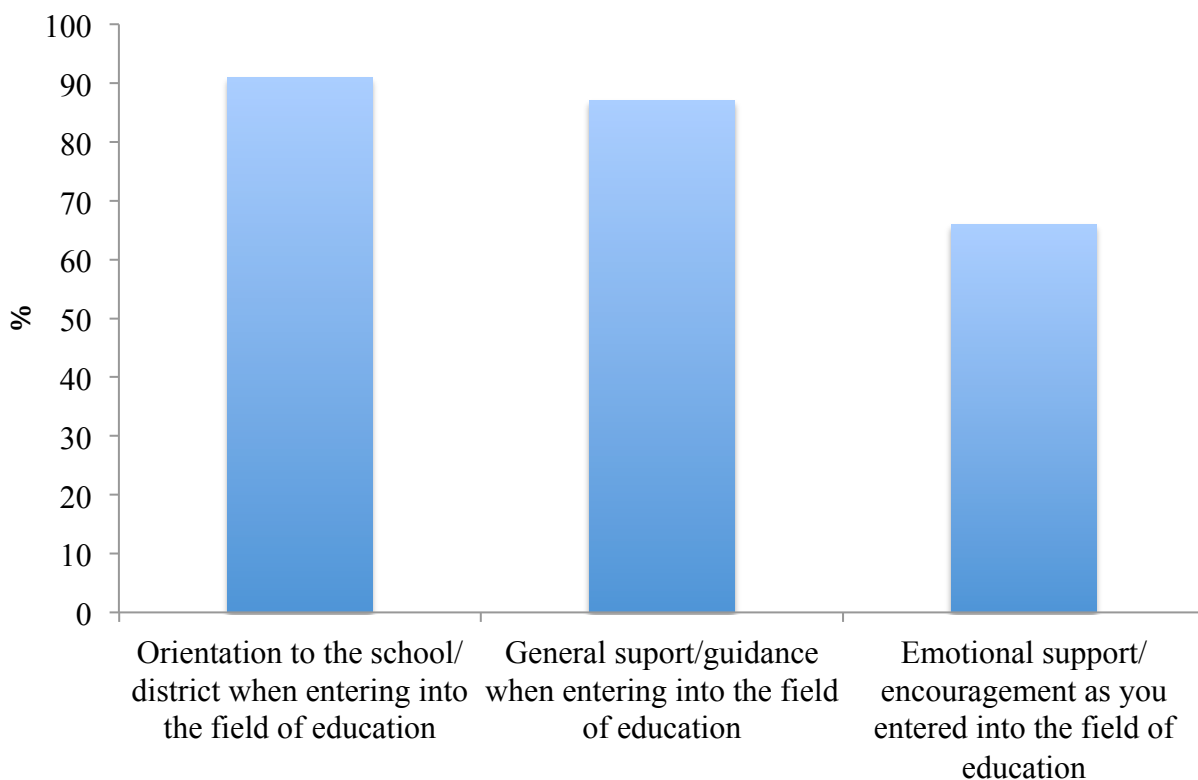 100
90
80
70
60
50
40
30
20
10
0
%
Orientation to the school/
district when entering into
the field of education
General suport/guidance
when entering into the field
of education
Emotional support/
encouragement as you
entered into the field of
education